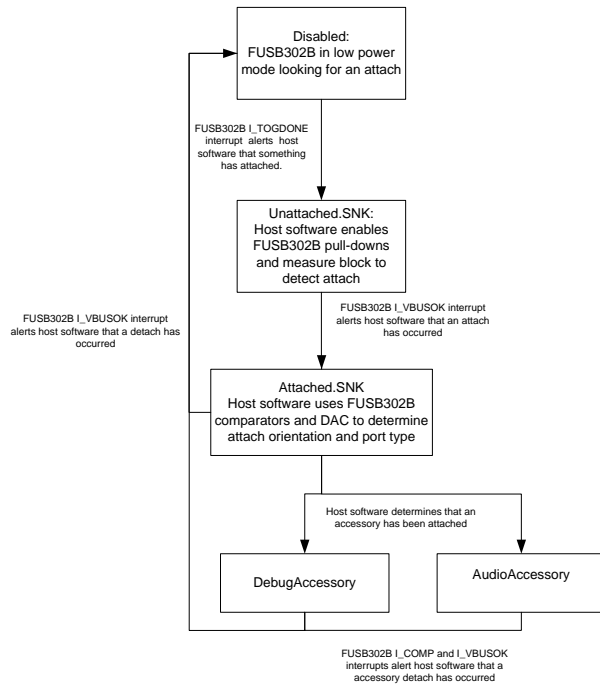 Disabled:
FUSB302B in low power
mode looking for an attach
FUSB302B I_TOGDONE
interrupt alerts host
software that something
has attached.
Unattached.SNK:
Host software enables
FUSB302B pull-downs
and measure block to
detect attach
FUSB302B I_VBUSOK interrupt
alerts host software that a detach has
occurred
FUSB302B I_VBUSOK interrupt
alerts host software that an attach
has occurred
Attached.SNK
Host software uses FUSB302B
comparators and DAC to determine
attach orientation and port type
Host software determines that an
accessory has been attached
DebugAccessory
AudioAccessory
FUSB302B I_COMP and I_VBUSOK
interrupts alert host software that a
accessory detach has occurred